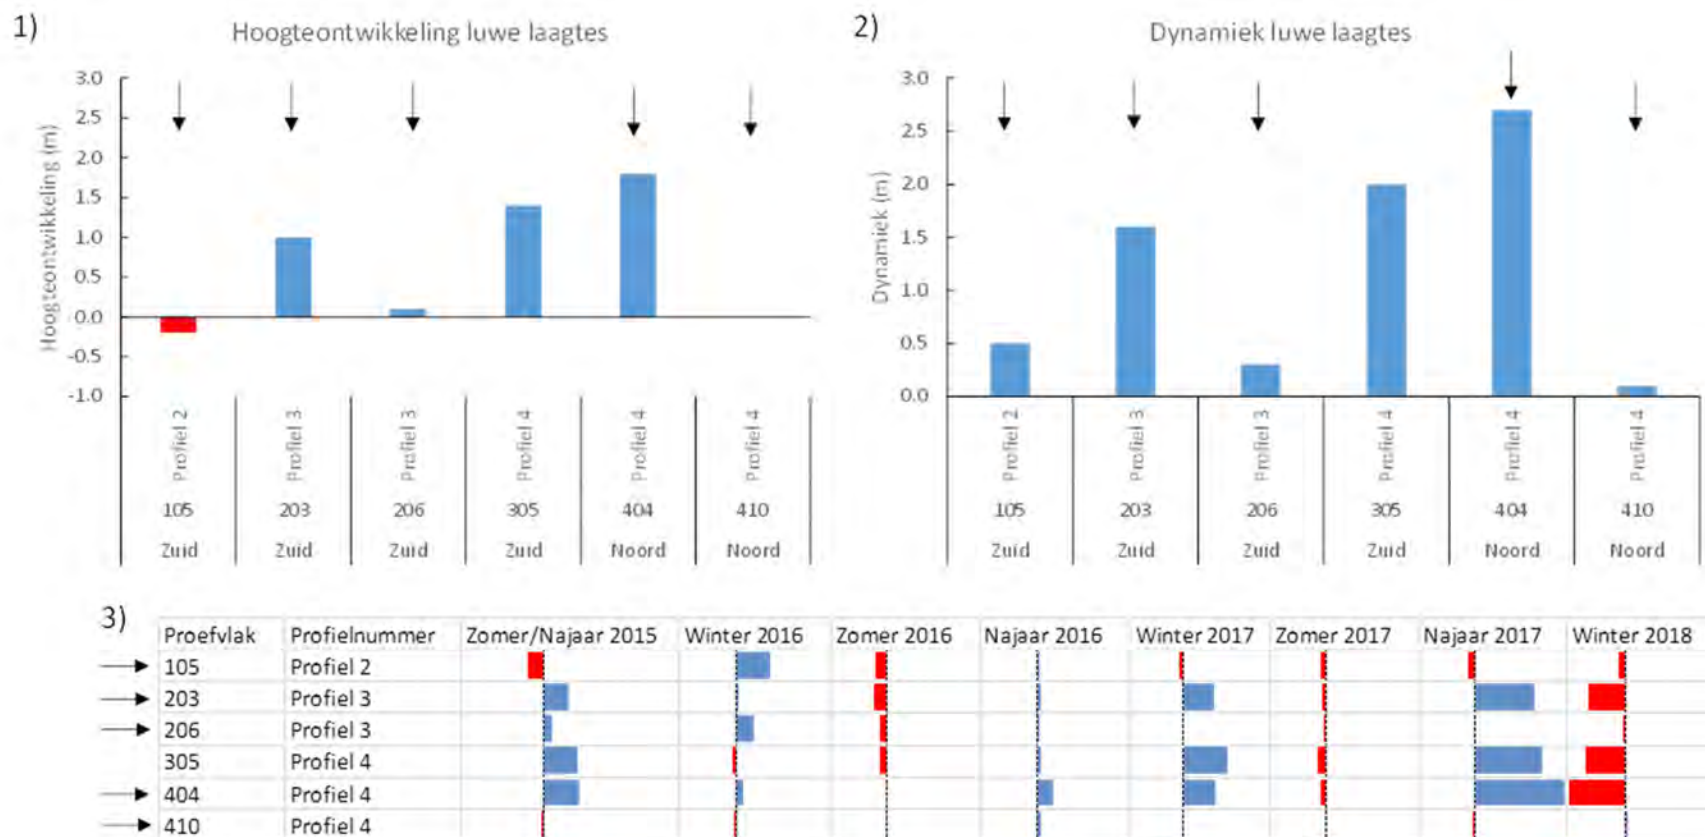 1)
Hoogteontwikkeling luwe laagtes
3.0
2.5
2.0
1.5
1.0
0.5
0.0
-0.5
-1.0
Hoogteontwikkeling (m)
Profiel 2
Profiel 3
Profiel 3
Profiel 4
Profiel 4
Profiel 4
105 203 206 305 404 410
Zuid Zuid Zuid Zuid Noord Noord
2)
Dynamiek luwe laagtes
3.0
2.5
2.0
1.5
1.0
0.5
0.0
Dynamiek (m)
Profiel 2
Profiel 3
Profiel 3
Profiel 4
Profiel 4
Profiel 4
105 203 206 305 404 410
Zuid Zuid Zuid Zuid Noord Noord
3)
Proefvlak Profielnummer Zomer/Najaar 2015 Winter 2016 Zomer 2016 Najaar 2016 Winter 2017 Zomer 2017 Najaar 2017 Winter 2018
105 Profiel 2
203 Profiel 3
206 Profiel 3
305 Profiel 4
404 Profiel 4
410 Profiel 4